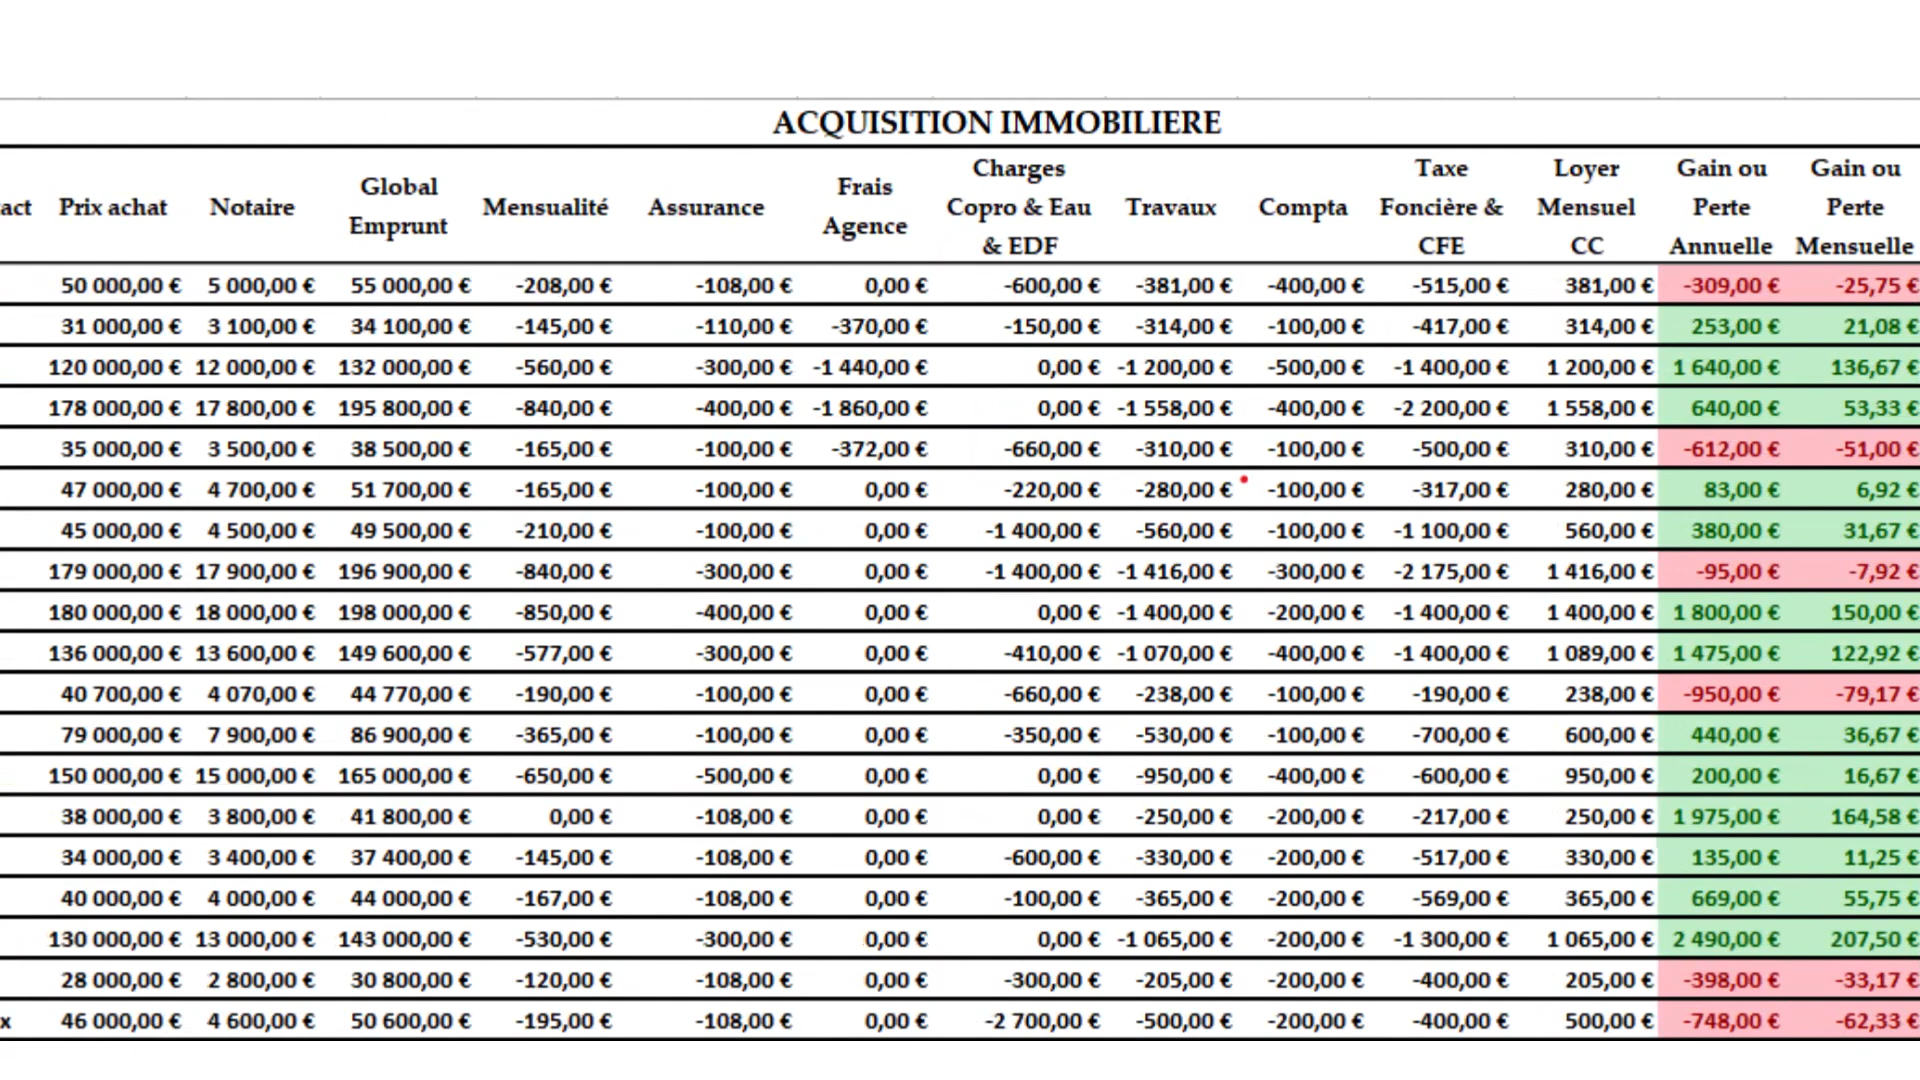 ACQUISITION IMMOBILIERE
act Prix achat Notaire Global Emprunt Mensualité Assurance Frais Agence Charges Copro & Eau & EDF Travaux Compta Taxe Foncière & CFE Loyer Mensuel CC Gain ou Perte Annuelle Gain ou Perte Mensuelle
50 000,00 € 5 000,00 € 55 000,00 € -208,00 € -108,00 € 0,00 € -600,00 € -381,00 € -400,00 € -515,00 € 381,00 € -309,00 € -25,75 €
31 000,00 € 3 100,00 € 34 100,00 € -145,00 € -110,00 € -370,00 € -150,00 € -314,00 € -100,00 € -417,00 € 314,00 € 253,00 € 21,08 €
120 000,00 € 12 000,00 € 132 000,00 € -560,00 € -300,00 € -1 440,00 € 0,00 € -1 200,00 € -500,00 € -1 400,00 € 1 200,00 € 1 640,00 € 136,67 €
178 000,00 € 17 800,00 € 195 800,00 € -840,00 € -400,00 € -1 860,00 € 0,00 € -1 558,00 € -400,00 € -2 200,00 € 1 558,00 € 640,00 € 53,33 €
35 000,00 € 3 500,00 € 38 500,00 € -165,00 € -100,00 € -372,00 € -660,00 € -310,00 € -100,00 € -500,00 € 310,00 € -612,00 € -51,00 €
47 000,00 € 4 700,00 € 51 700,00 € -165,00 € -100,00 € 0,00 € -220,00 € -280,00 € -100,00 € -317,00 € 280,00 € 83,00 € 6,92 €
45 000,00 € 4 500,00 € 49 500,00 € -210,00 € -100,00 € 0,00 € -1 400,00 € -560,00 € -100,00 € -1 100,00 € 560,00 € 380,00 € 31,67 €
179 000,00 € 17 900,00 € 196 900,00 € -840,00 € -300,00 € 0,00 € -1 400,00 € -1 416,00 € -300,00 € -2 175,00 € 1 416,00 € -95,00 € -7,92 €
180 000,00 € 18 000,00 € 198 000,00 € -850,00 € -400,00 € 0,00 € 0,00 € -1 400,00 € -200,00 € -1 400,00 € 1 400,00 € 1 800,00 € 150,00 €
136 000,00 € 13 600,00 € 149 600,00 € -577,00 € -300,00 € 0,00 € -410,00 € -1 070,00 € -400,00 € -1 400,00 € 1 089,00 € 1 475,00 € 122,92 €
40 700,00 € 4 070,00 € 44 770,00 € -190,00 € -100,00 € 0,00 € -660,00 € -238,00 € -100,00 € -190,00 € 238,00 € -950,00 € -79,17 €
79 000,00 € 7 900,00 € 86 900,00 € -365,00 € -100,00 € 0,00 € -350,00 € -530,00 € -100,00 € -700,00 € 600,00 € 440,00 € 36,67 €
150 000,00 € 15 000,00 € 165 000,00 € -650,00 € -500,00 € 0,00 € 0,00 € -950,00 € -400,00 € -600,00 € 950,00 € 200,00 € 16,67 €
38 000,00 € 3 800,00 € 41 800,00 € 0,00 € -108,00 € 0,00 € 0,00 € -250,00 € -200,00 € -217,00 € 250,00 € 1 975,00 € 164,58 €
34 000,00 € 3 400,00 € 37 400,00 € -145,00 € -108,00 € 0,00 € -600,00 € -330,00 € -200,00 € -517,00 € 330,00 € 135,00 € 11,25 €
40 000,00 € 4 000,00 € 44 000,00 € -167,00 € -108,00 € 0,00 € -100,00 € -365,00 € -200,00 € -569,00 € 365,00 € 669,00 € 55,75 €
130 000,00 € 13 000,00 € 143 000,00 € -530,00 € -300,00 € 0,00 € 0,00 € -1 065,00 € -200,00 € -1 300,00 € 1 065,00 € 2 490,00 € 207,50 €
28 000,00 € 2 800,00 € 30 800,00 € -120,00 € -108,00 € 0,00 € -300,00 € -205,00 € -200,00 € -400,00 € 205,00 € -398,00 € -33,17 €
x 46 000,00 € 4 600,00 € 50 600,00 € -195,00 € -108,00 € 0,00 € -2 700,00 € -500,00 € -200,00 € -400,00 € 500,00 € -748,00 € -62,33 €